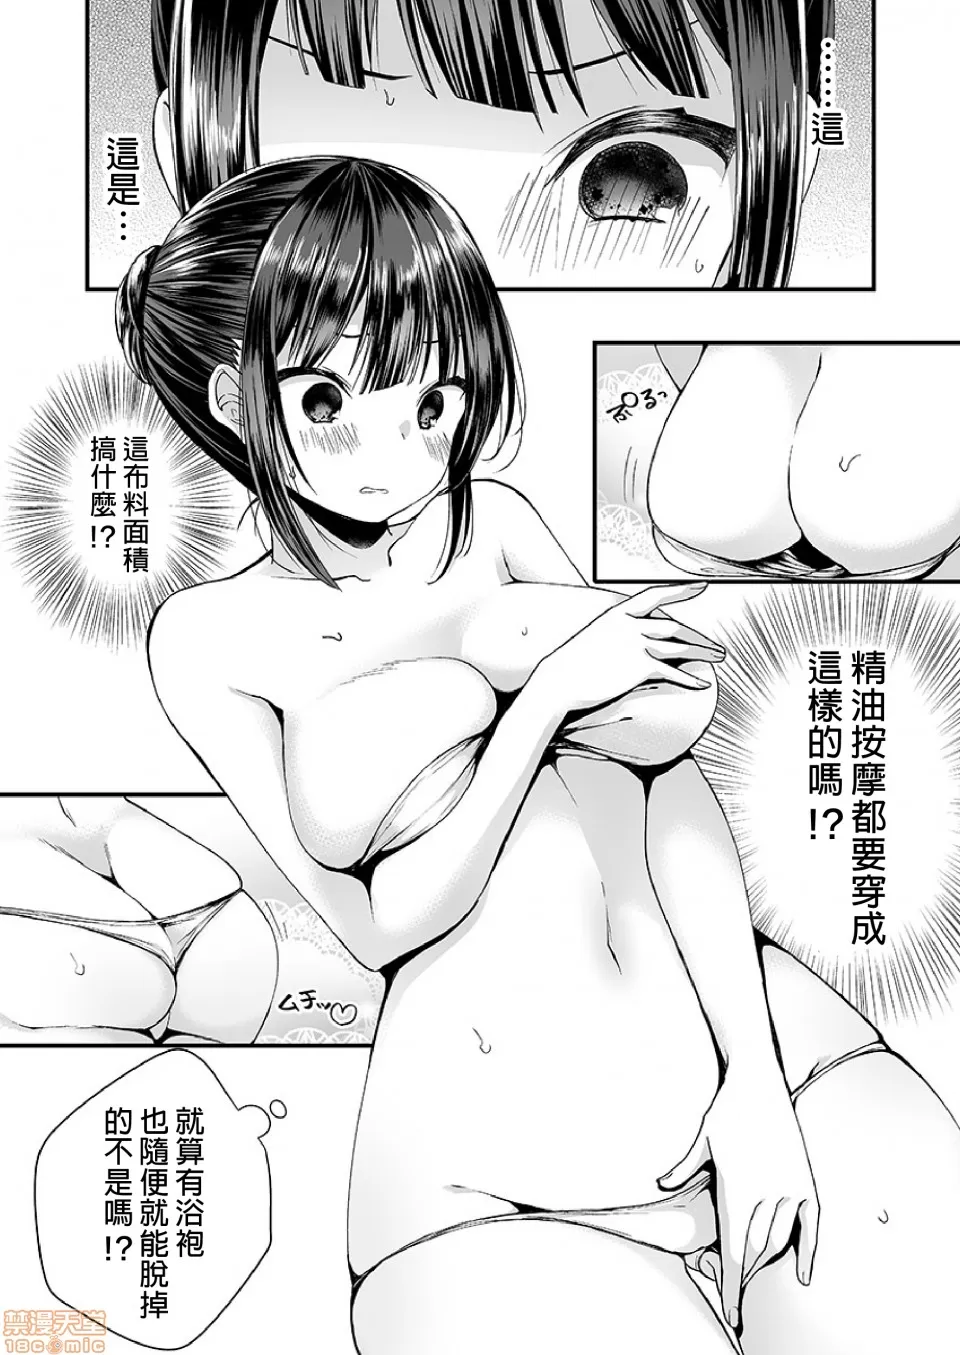 ……這
這是…
ぷるっ
這布料面積
搞什麼!?
精油按摩都要穿成
這樣的嗎!?
ムチッ♡
就算有浴袍
也隨便就能脫掉
的不是嗎!?
禁漫天堂
18comic